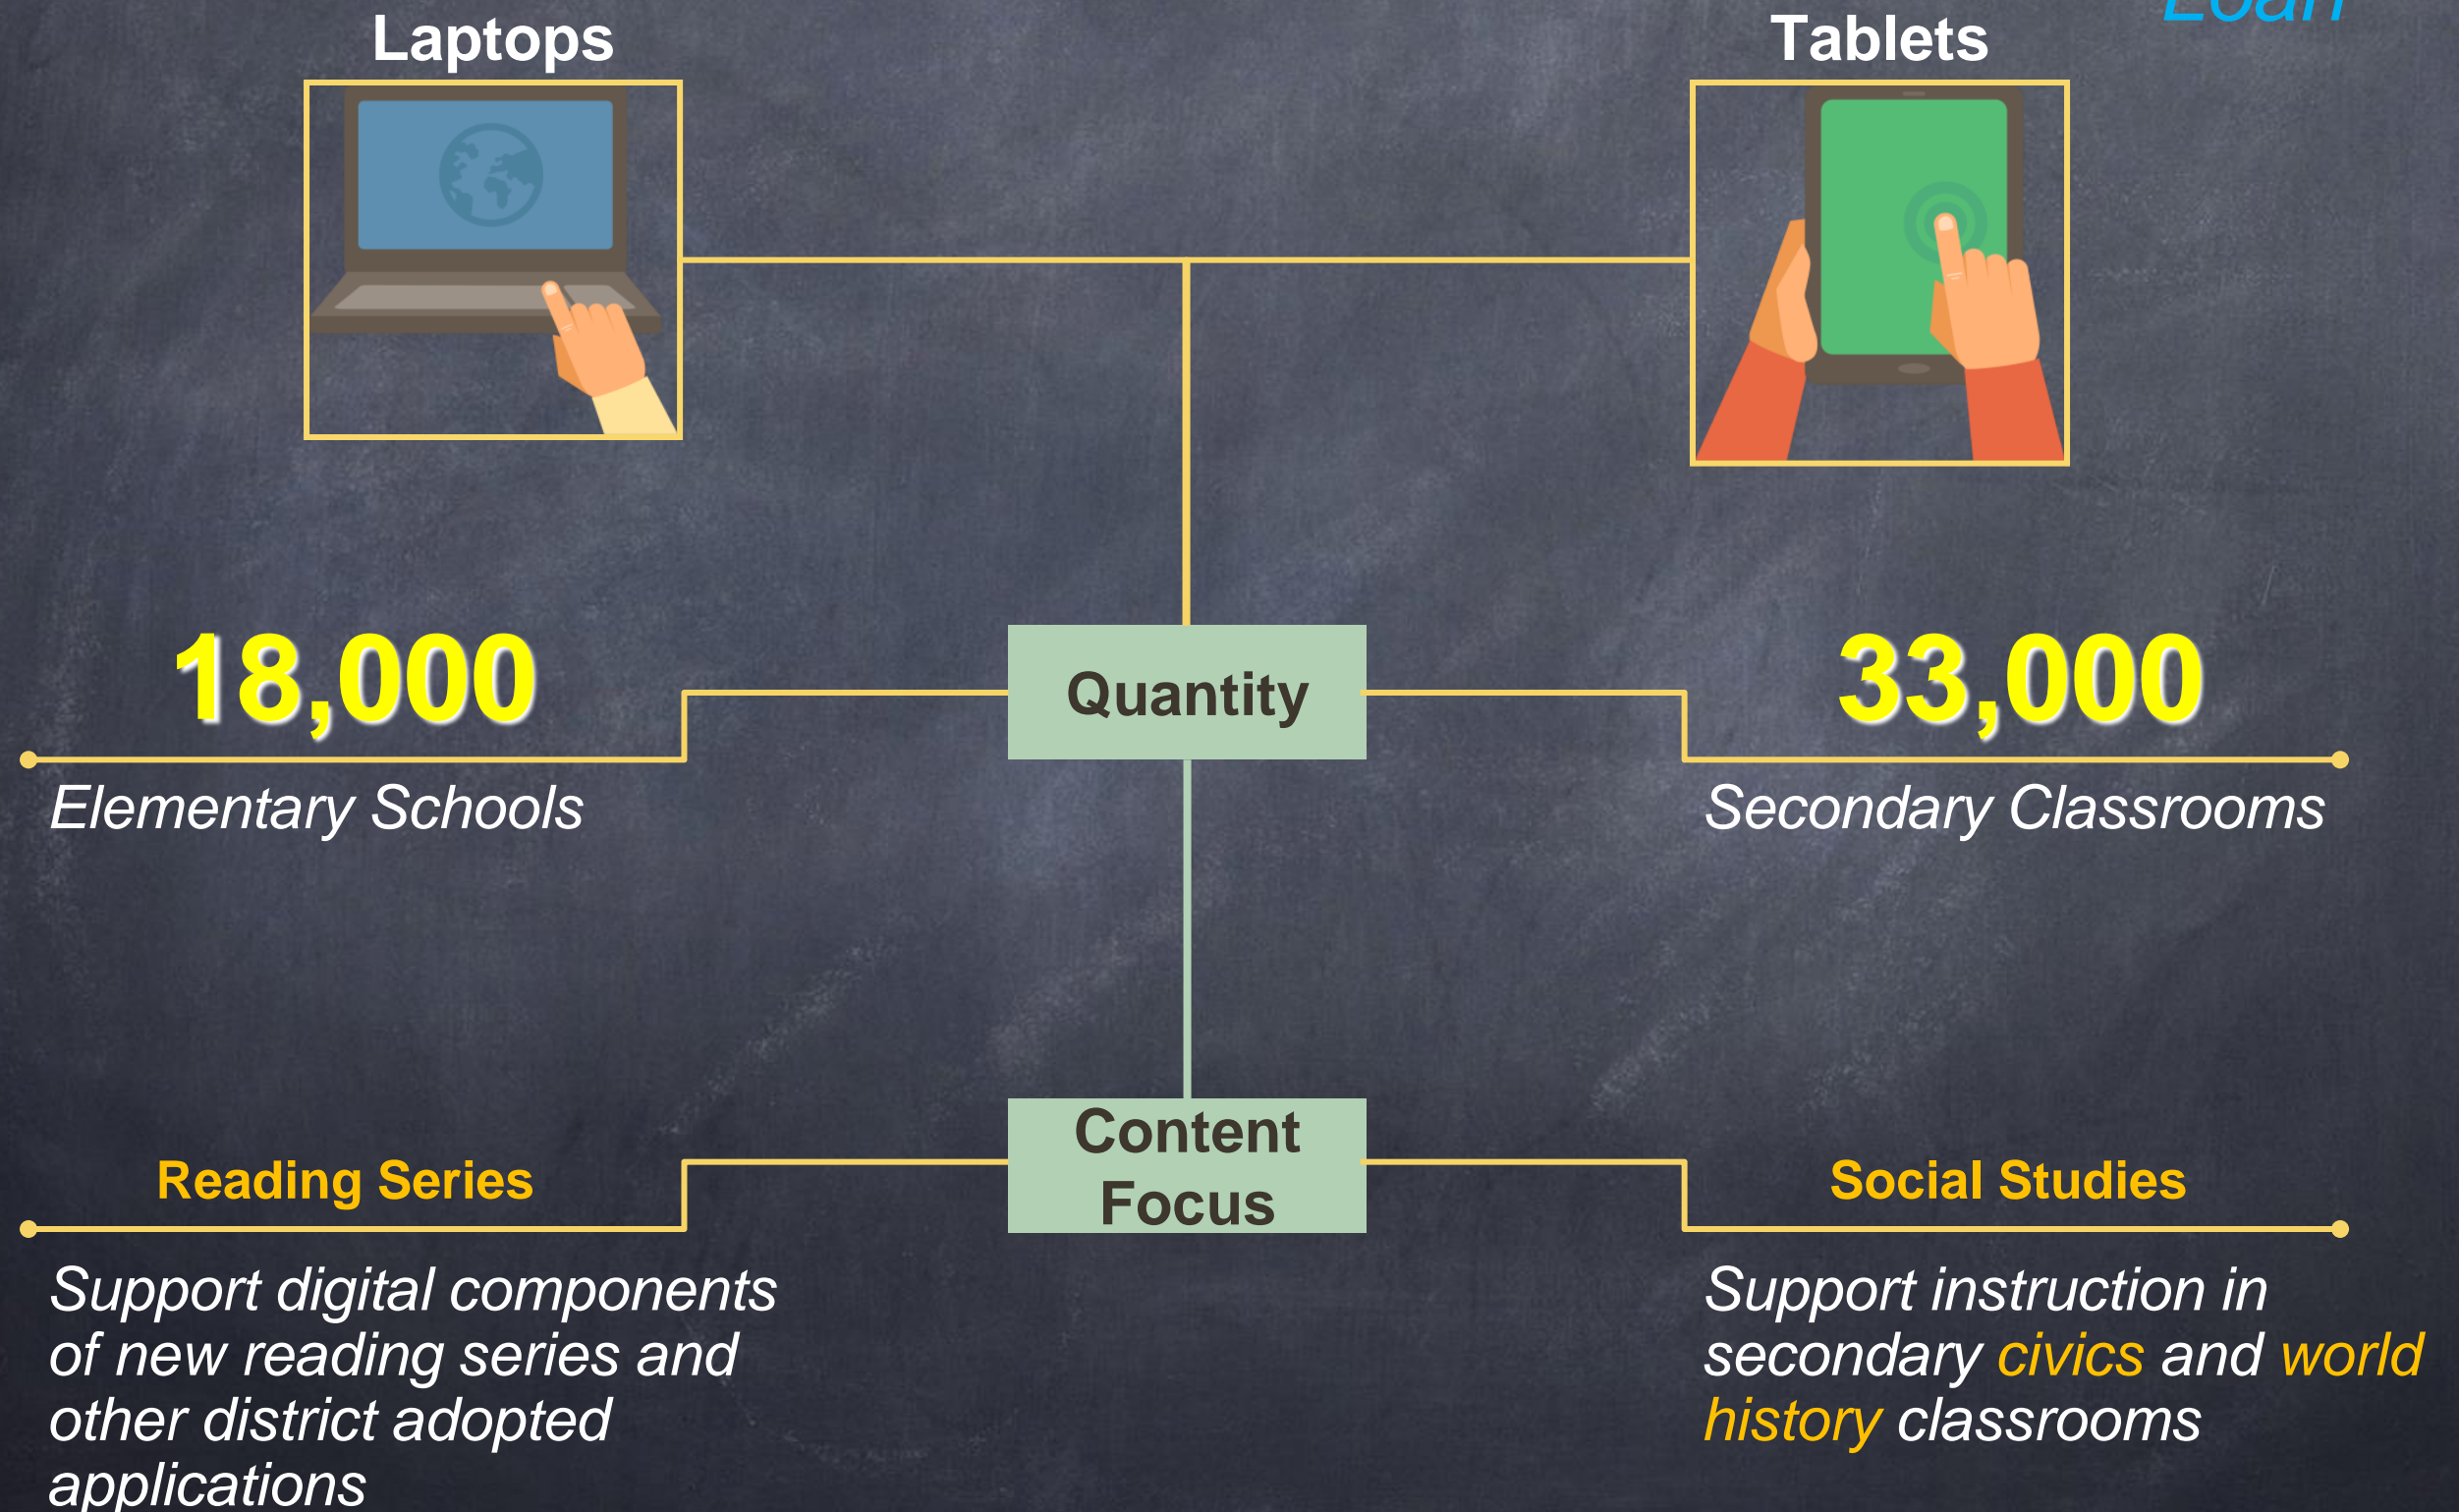 Loan
Laptops
Tablets
18,000
Quantity
33,000
Elementary Schools
Secondary Classrooms
Content
Focus
Reading Series
Social Studies
Support digital components
of new reading series and
other district adopted
applications
Support instruction in
secondary civics and world
history classrooms